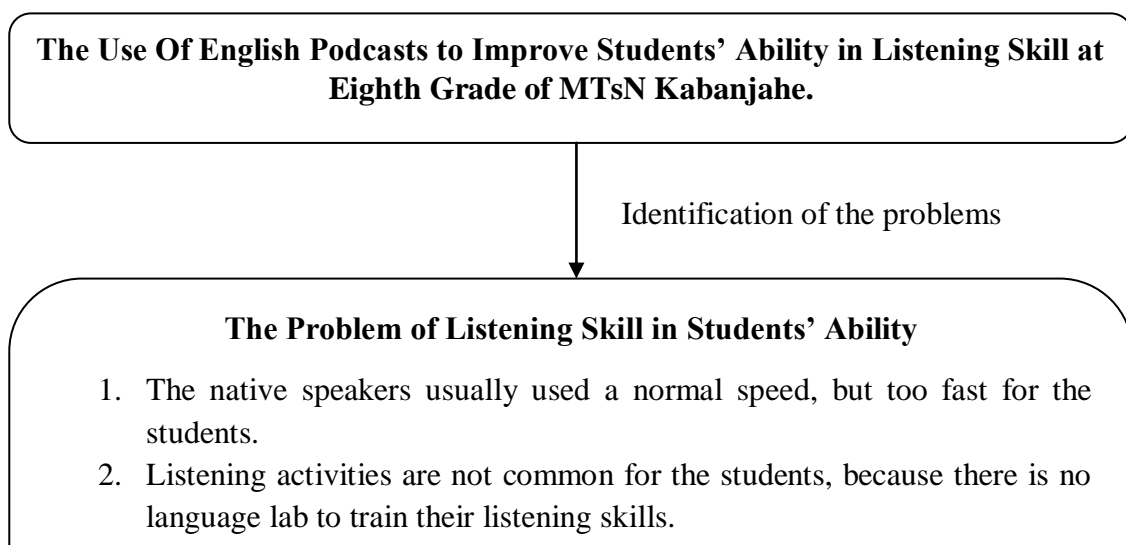 The Use Of English Podcasts to Improve Students’ Ability in Listening Skill at
Eighth Grade of MTsN Kabanjahe.
Identification of the problems
The Problem of Listening Skill in Students’ Ability
1. The native speakers usually used a normal speed, but too fast for the
students.
2. Listening activities are not common for the students, because there is no
language lab to train their listening skills.